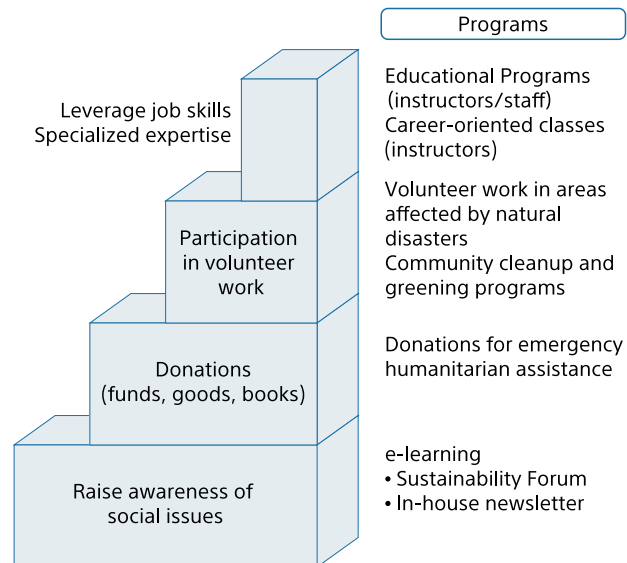 Programs
Leverage job skills
Specialized expertise
Educational Programs
(instructors/staff)
Career-oriented classes
(instructors)
Participation
in volunteer
work
Volunteer work in areas
affected by natural
disasters
Community cleanup and
greening programs
Donations
(funds, goods, books)
Donations for emergency
humanitarian assistance
Raise awareness of
social issues
e-learning
• Sustainability Forum
• In-house newsletter